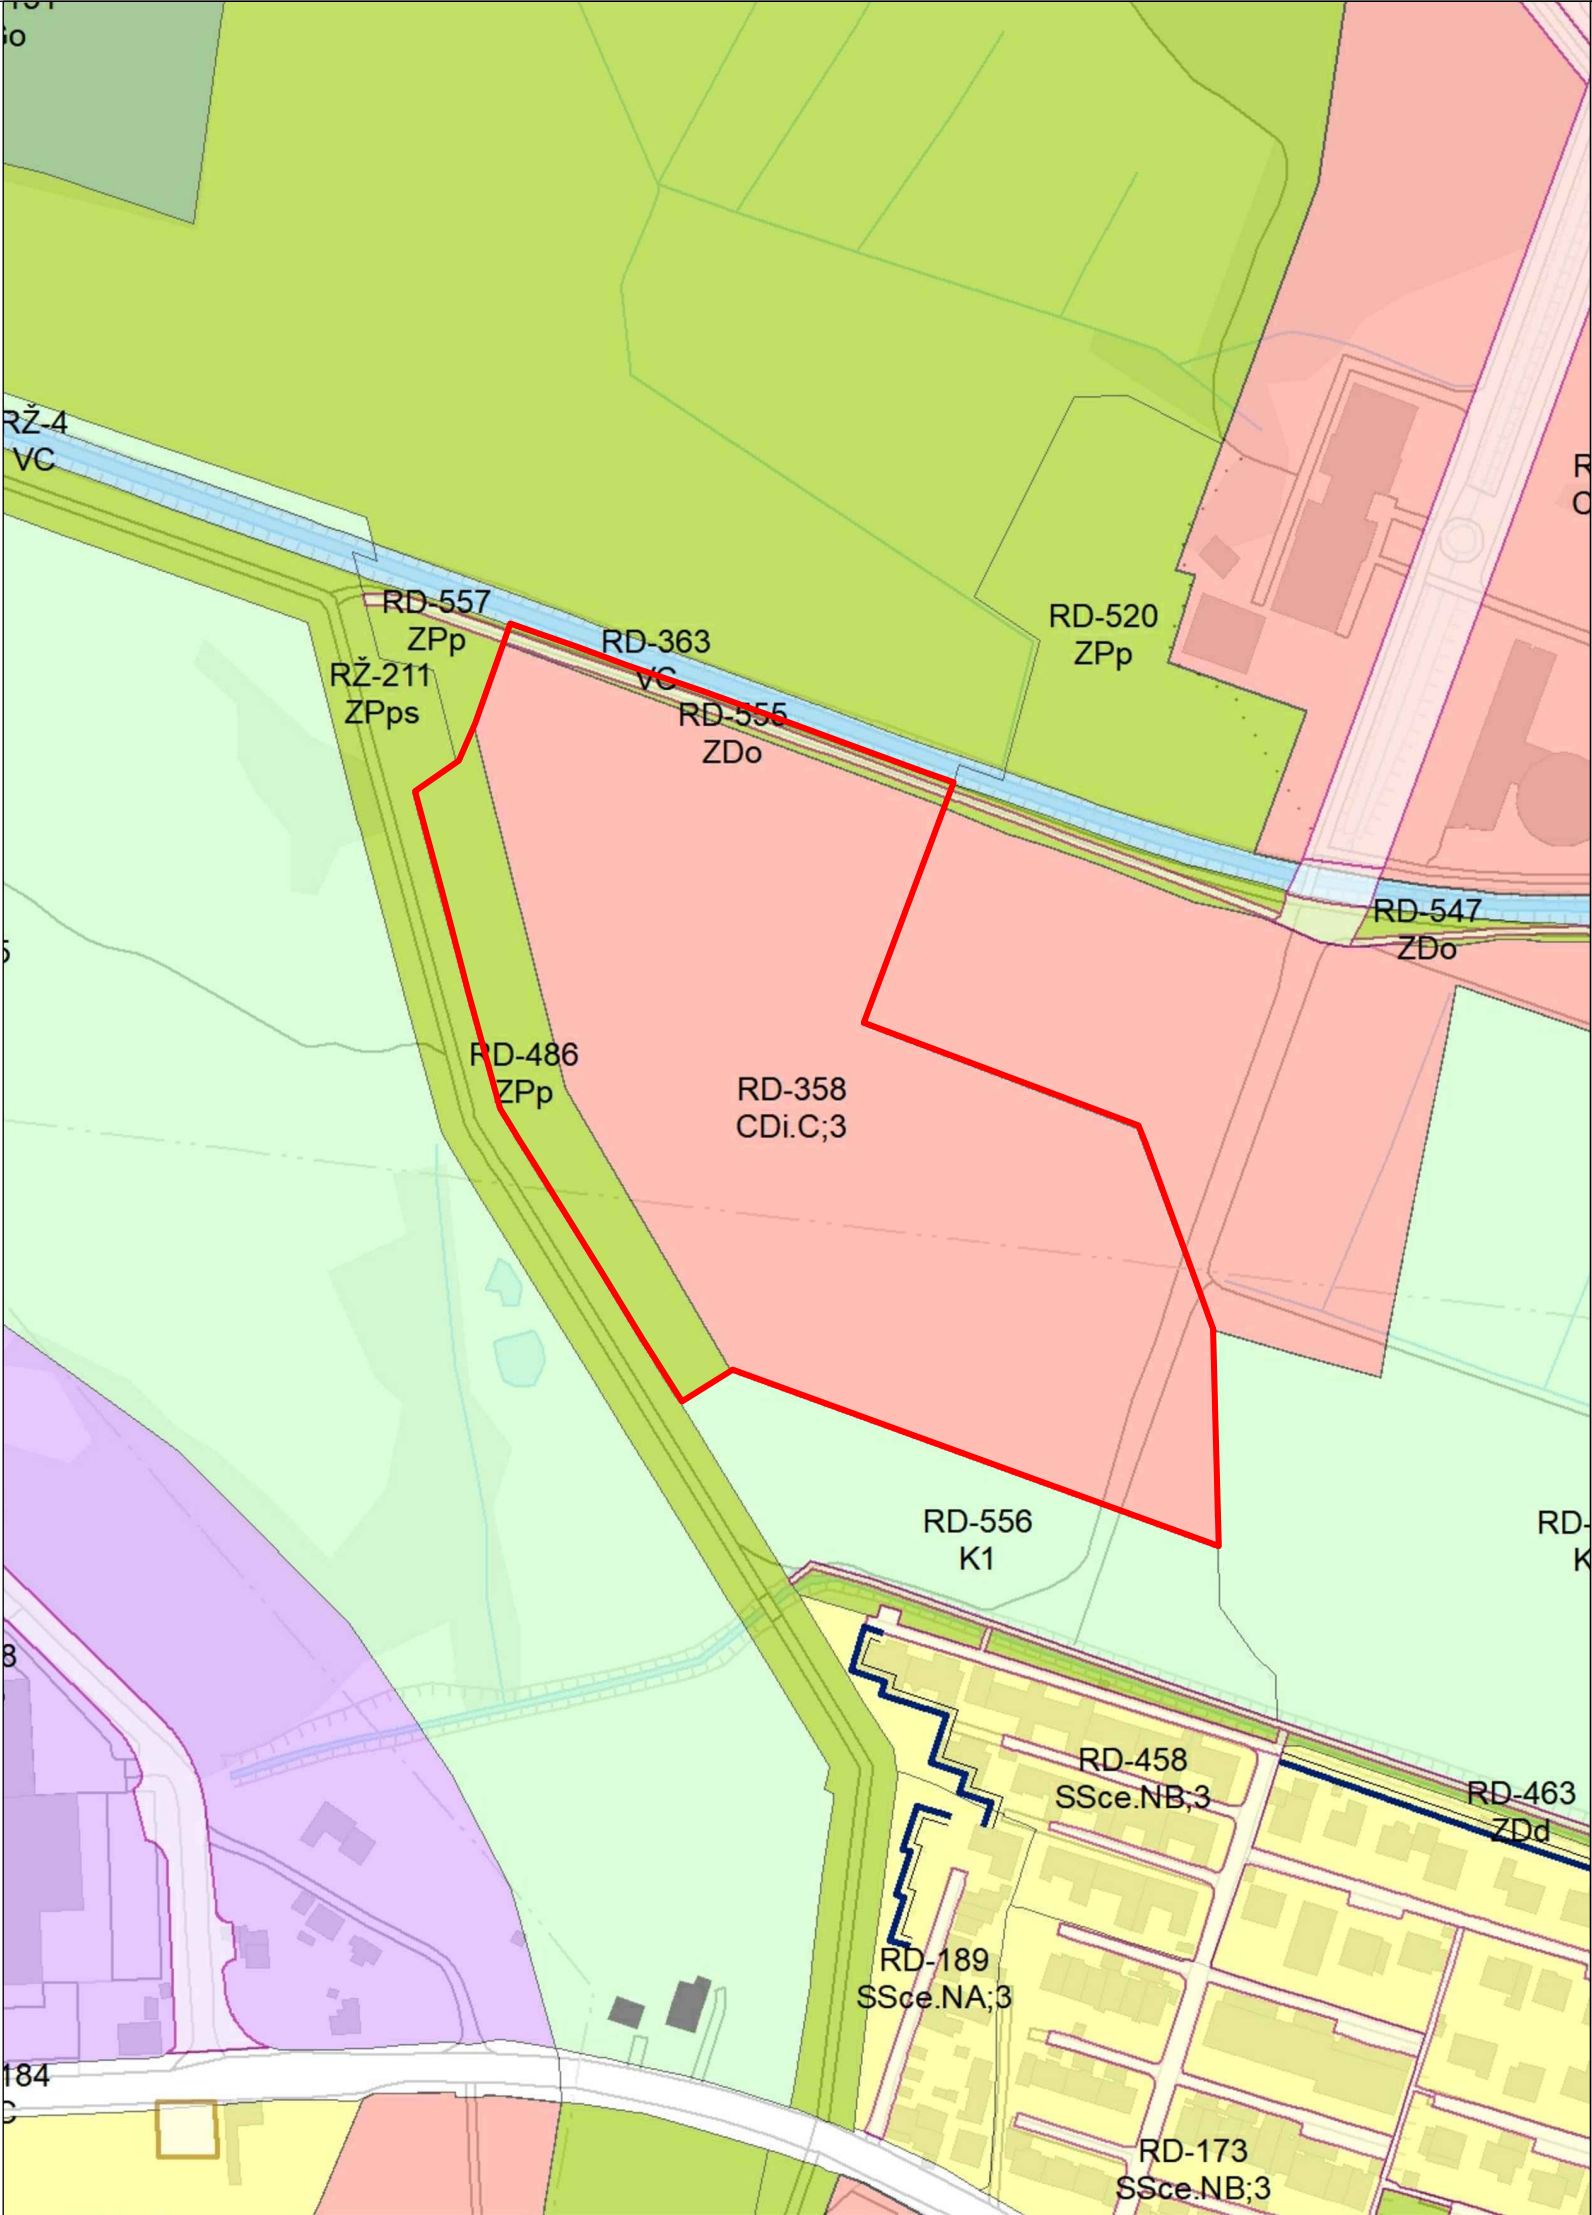 RŽ-4
VC
RD-557
ZPp
RD-363
VC
RD-520
ZPp
RŽ-211
ZPps
RD-555
ZDo
RD-547
ZDo
RD-486
ZPp
RD-358
CDi.C;3
RD-556
K1
RD-
K
RD-458
SSce.NB;3
RD-463
ZDd
RD-189
SSce.NA;3
184
RD-173
SSce.NB;3